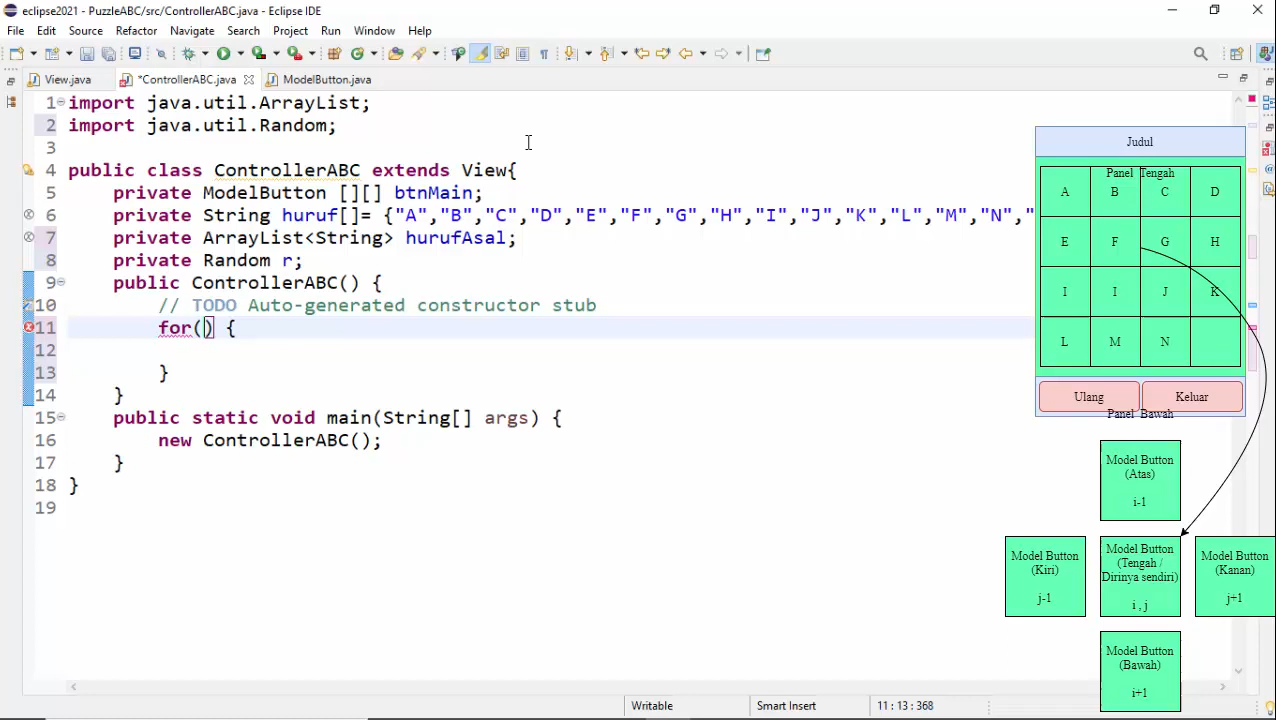 eclipse2021 - PuzzleABC/src/ControllerABC.java - Eclipse IDE
File Edit Source Refactor Navigate Search Project Run Window Help
View.java *ControllerABC.java ModelButton.java
1 import java.util.ArrayList;
2 import java.util.Random;
3
4 public class ControllerABC extends View{
5 private ModelButton [][] btnMain;
6 private String huruf[]= {"A","B","C","D","E","F","G","H","I","J","K","L","M","N","
7 private ArrayList<String> hurufAsal;
8 private Random r;
9 public ControllerABC() {
10 // TODO Auto-generated constructor stub
11 for() {
12
13 }
14 }
15 public static void main(String[] args) {
16 new ControllerABC();
17 }
18 }
19
Judul
Panel Tengah
A B C D
E F G H
I I J K
L M N
Ulang Keluar
Panel Bawah
Model Button
(Atas)
i-1
Model Button
(Kiri)
j-1
Model Button
(Tengah /
Dirinya sendiri)
i , j
Model Button
(Kanan)
j+1
Model Button
(Bawah)
i+1
Writable Smart Insert 11 : 13 : 368